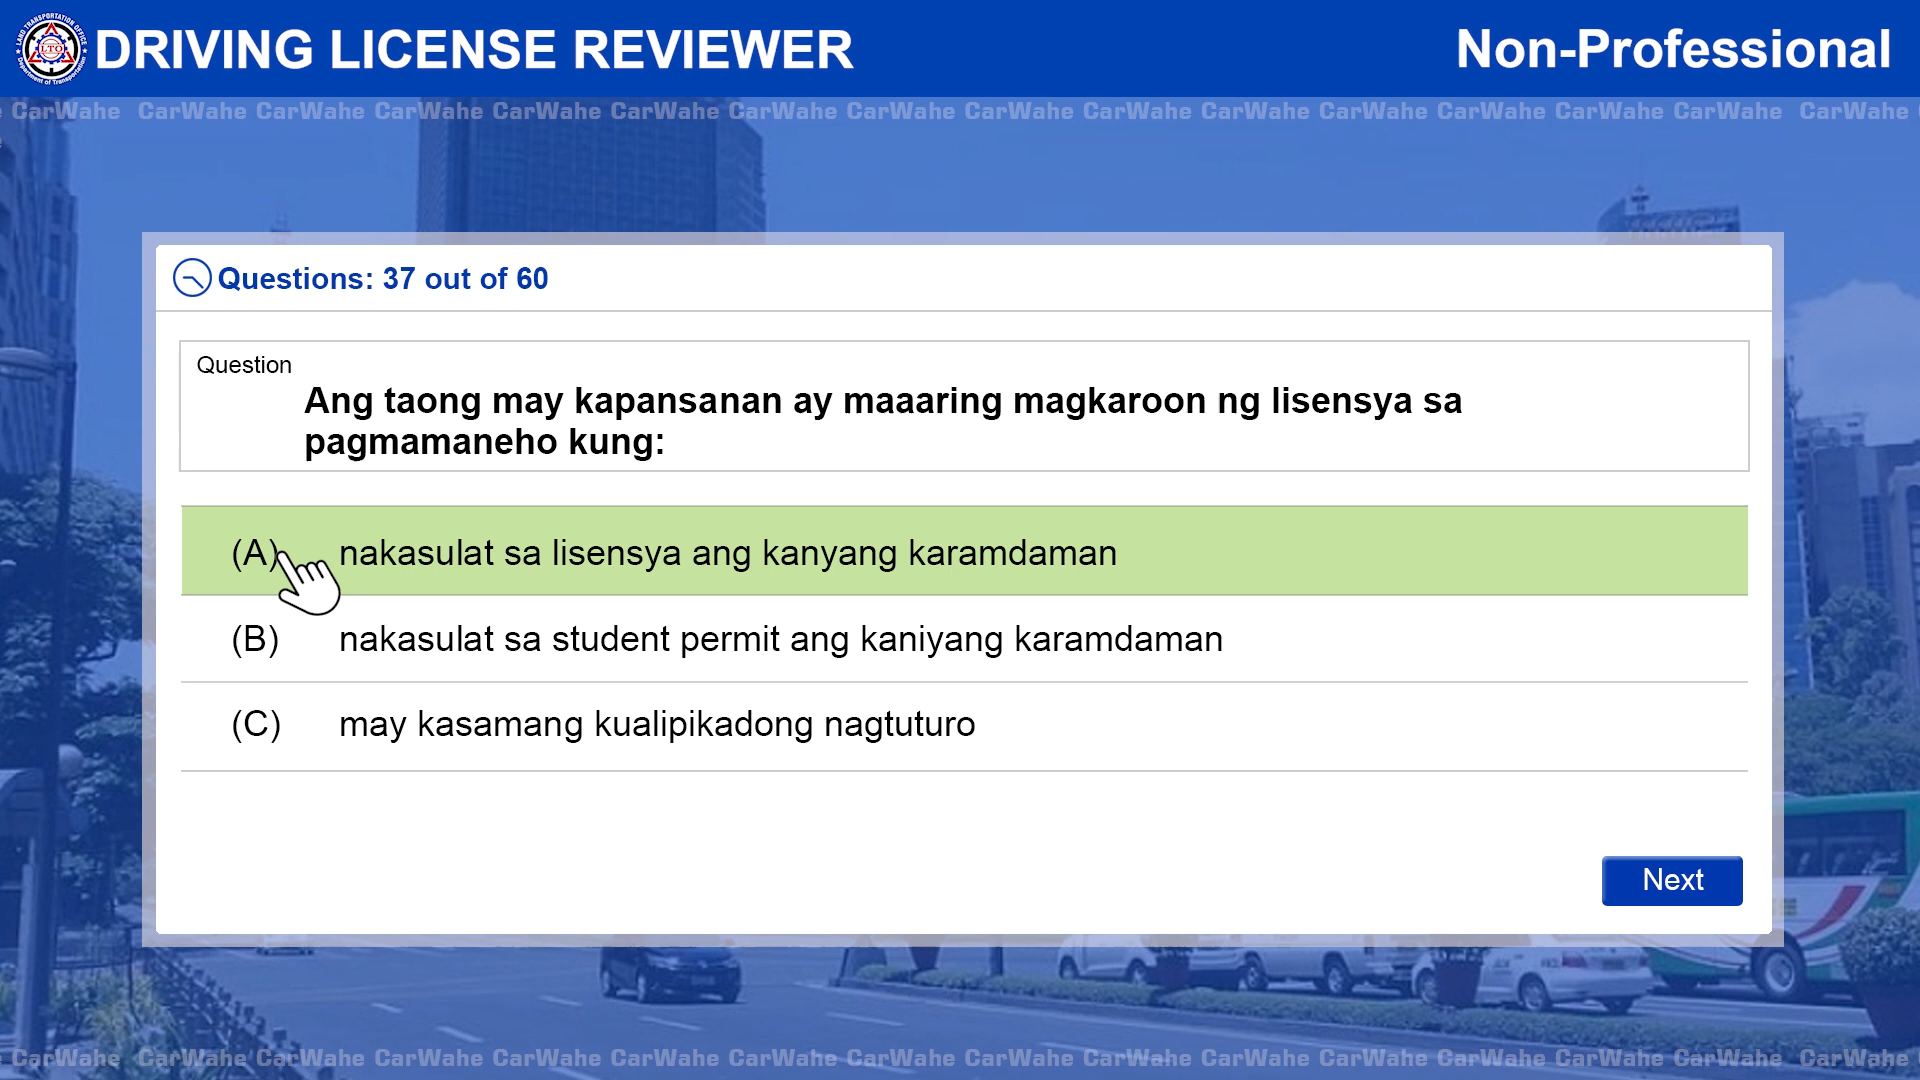 DRIVING LICENSE REVIEWER
Non-Professional
CarWahe CarWahe CarWahe CarWahe CarWahe CarWahe CarWahe CarWahe CarWahe CarWahe CarWahe CarWahe CarWahe CarWahe CarWahe CarWahe
Questions: 37 out of 60
Question
Ang taong may kapansanan ay maaaring magkaroon ng lisensya sa
pagmamaneho kung:
(A) nakasulat sa lisensya ang kanyang karamdaman
(B) nakasulat sa student permit ang kaniyang karamdaman
(C) may kasamang kualipikadong nagtuturo
Next
CarWahe CarWahe CarWahe CarWahe CarWahe CarWahe CarWahe CarWahe CarWahe CarWahe CarWahe CarWahe CarWahe CarWahe CarWahe CarWahe